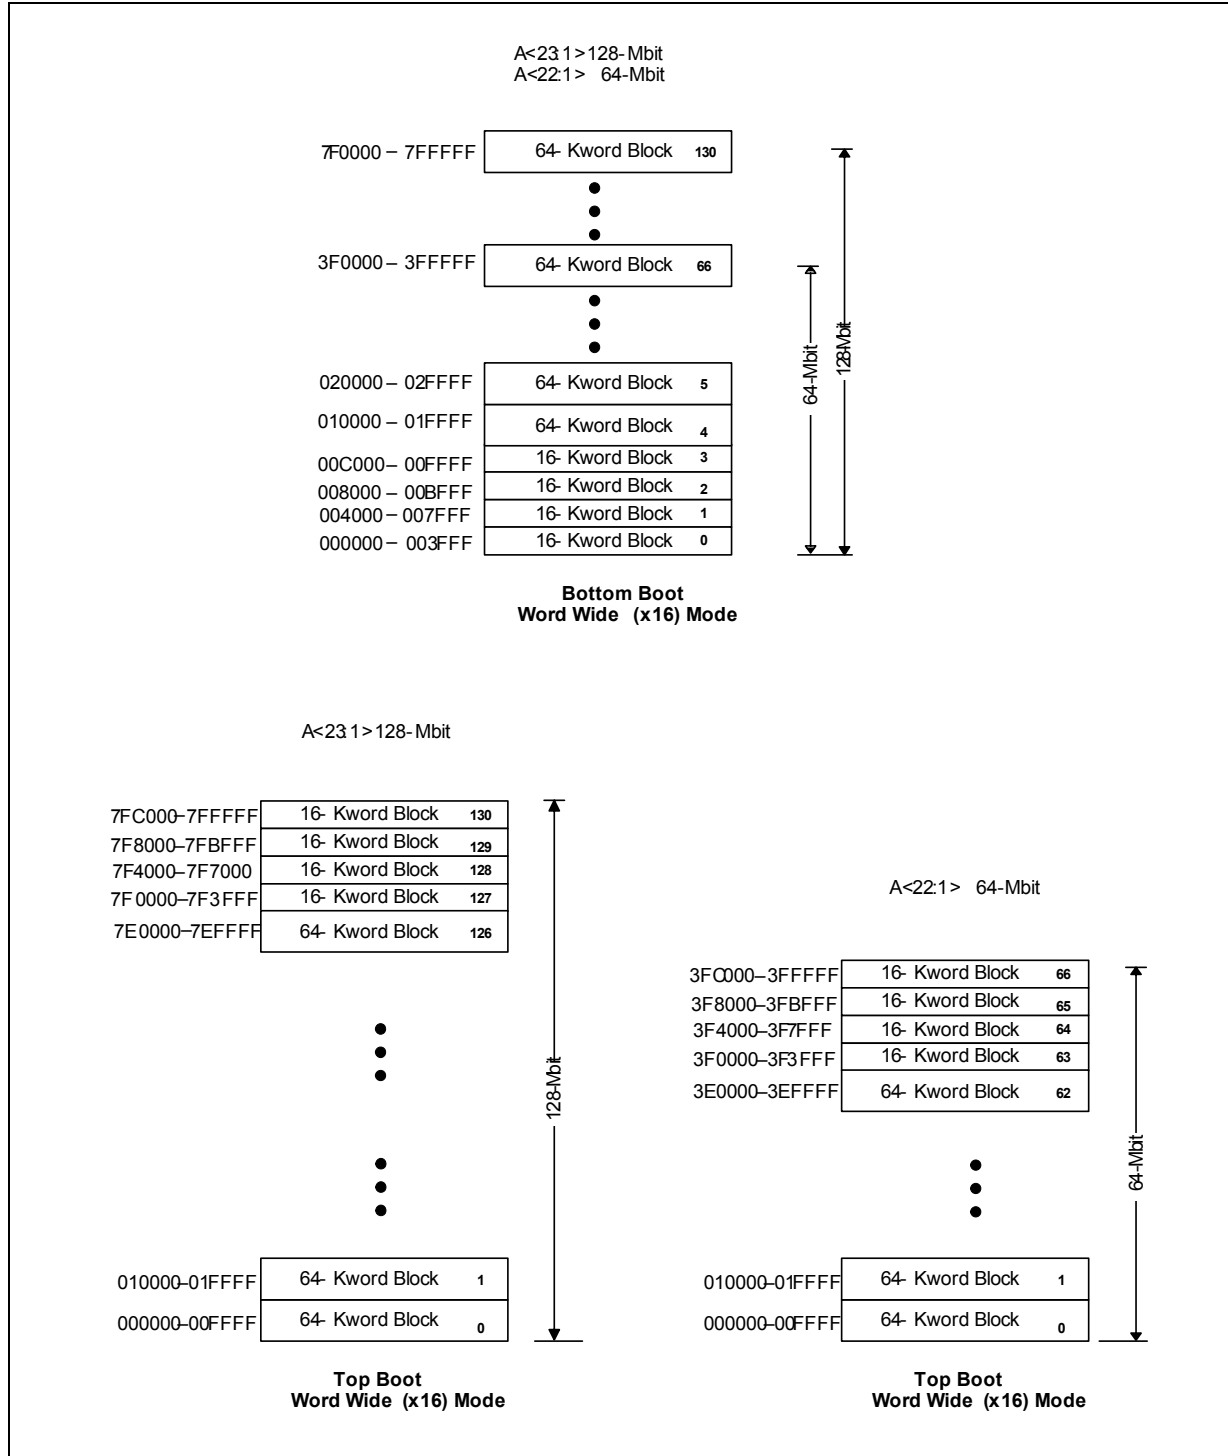 A<23:1>128-Mbit
A<22:1> 64-Mbit
7F0000 – 7FFFFF 64- Kword Block 130
3F0000 – 3FFFFF 64- Kword Block 66
020000 – 02FFFF 64- Kword Block 5
010000 – 01FFFF 64- Kword Block 4
00C000 – 00FFFF 16- Kword Block 3
008000 – 00BFFF 16- Kword Block 2
004000 – 007FFF 16- Kword Block 1
000000 – 003FFF 16- Kword Block 0
64-Mbit
128-Mbit
Bottom Boot
Word Wide (x16) Mode
A<23:1>128-Mbit
7FC000–7FFFFF 16- Kword Block 130
7F8000–7FBFFF 16- Kword Block 129
7F4000–7F7000 16- Kword Block 128
7F0000–7F3FFF 16- Kword Block 127
7E0000–7EFFFF 64- Kword Block 126
128-Mbit
010000–01FFFF 64- Kword Block 1
000000–00FFFF 64- Kword Block 0
Top Boot
Word Wide (x16) Mode
A<22:1> 64-Mbit
3FC000–3FFFFF 16- Kword Block 66
3F8000–3FBFFF 16- Kword Block 65
3F4000–3F7FFF 16- Kword Block 64
3F0000–3F3FFF 16- Kword Block 63
3E0000–3EFFFF 64- Kword Block 62
64-Mbit
010000–01FFFF 64- Kword Block 1
000000–00FFFF 64- Kword Block 0
Top Boot
Word Wide (x16) Mode